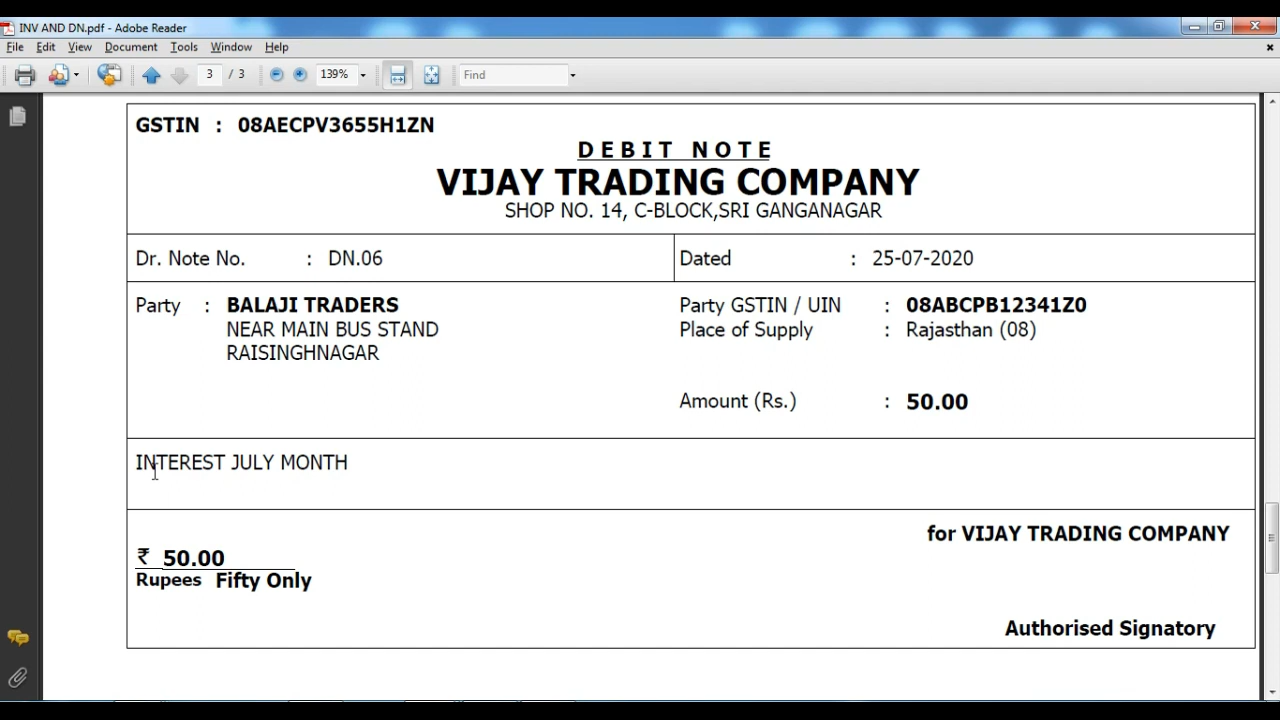 INV AND DN.pdf - Adobe Reader
File Edit View Document Tools Window Help
3 / 3 139% Find
GSTIN : 08AECPV3655H1ZN
DEBIT NOTE
VIJAY TRADING COMPANY
SHOP NO. 14, C-BLOCK,SRI GANGANAGAR
Dr. Note No. : DN.06 Dated : 25-07-2020
Party : BALAJI TRADERS Party GSTIN / UIN : 08ABCPB12341Z0
NEAR MAIN BUS STAND Place of Supply : Rajasthan (08)
RAISINGHNAGAR
Amount (Rs.) : 50.00
INTEREST JULY MONTH
for VIJAY TRADING COMPANY
₹ 50.00
Rupees Fifty Only
Authorised Signatory